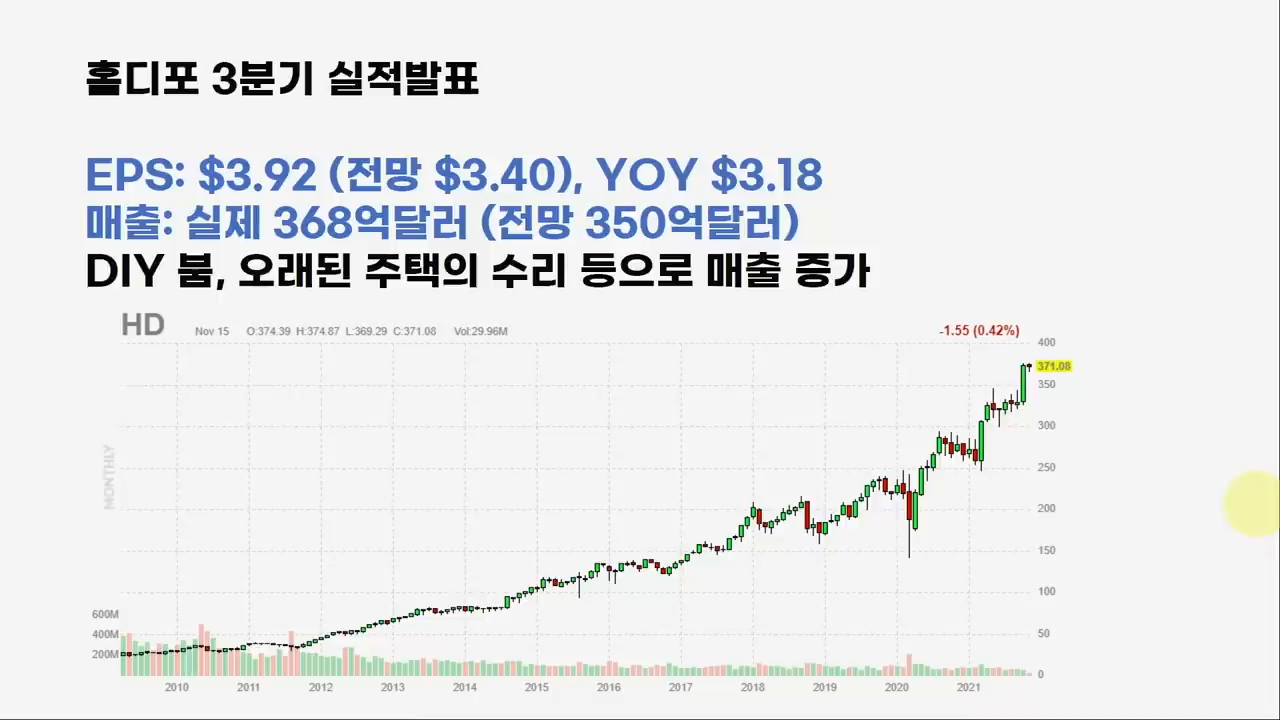 홈디포 3분기 실적발표
EPS: $3.92 (전망 $3.40), YOY $3.18
매출: 실제 368억달러 (전망 350억달러)
DIY 붐, 오래된 주택의 수리 등으로 매출 증가
HD Nov 15 O:374.39 H:374.87 L:369.29 C:371.08 Vol:29.96M -1.55 (0.42%)
400
371.08
350
300
MONTHLY
250
200
150
100
600M
400M 50
200M
0
2010 2011 2012 2013 2014 2015 2016 2017 2018 2019 2020 2021